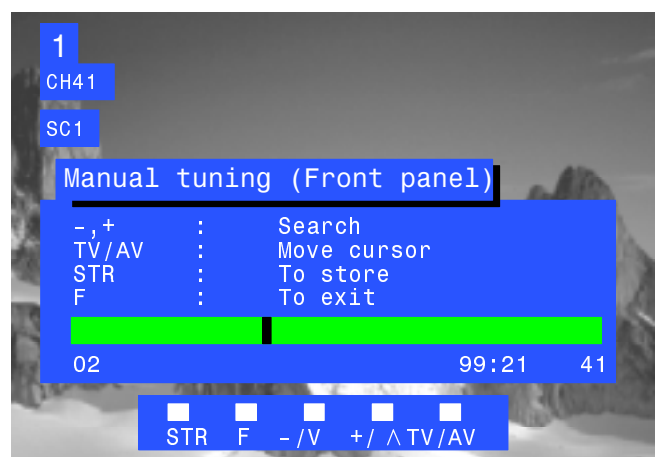 1
CH41
SC1
Manual tuning (Front panel)
-,+ : Search
TV/AV : Move cursor
STR : To store
F : To exit
02 99:21 41
STR F -/V +/∧ TV/AV